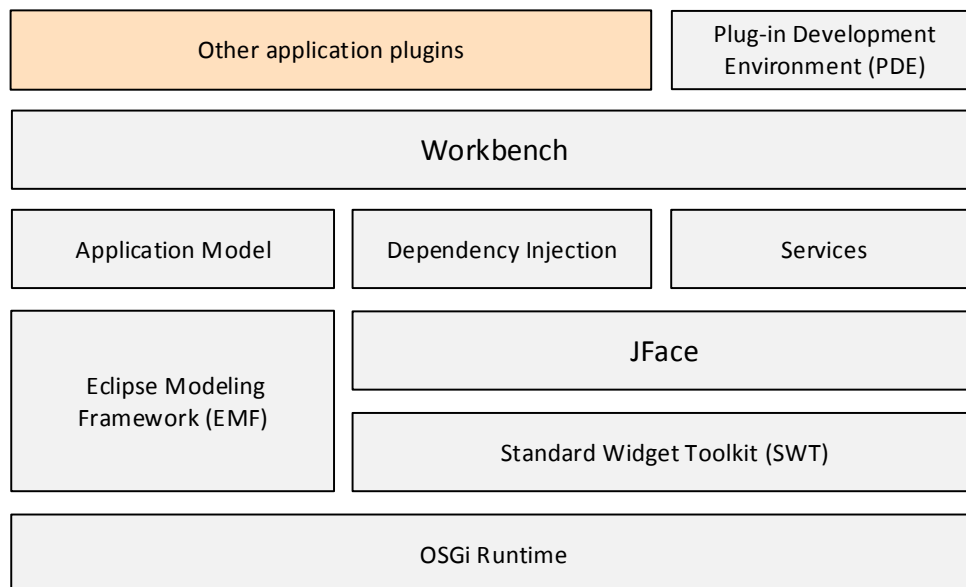 Other application plugins
Plug-in Development
Environment (PDE)
Workbench
Application Model
Dependency Injection
Services
Eclipse Modeling
Framework (EMF)
JFace
Standard Widget Toolkit (SWT)
OSGi Runtime